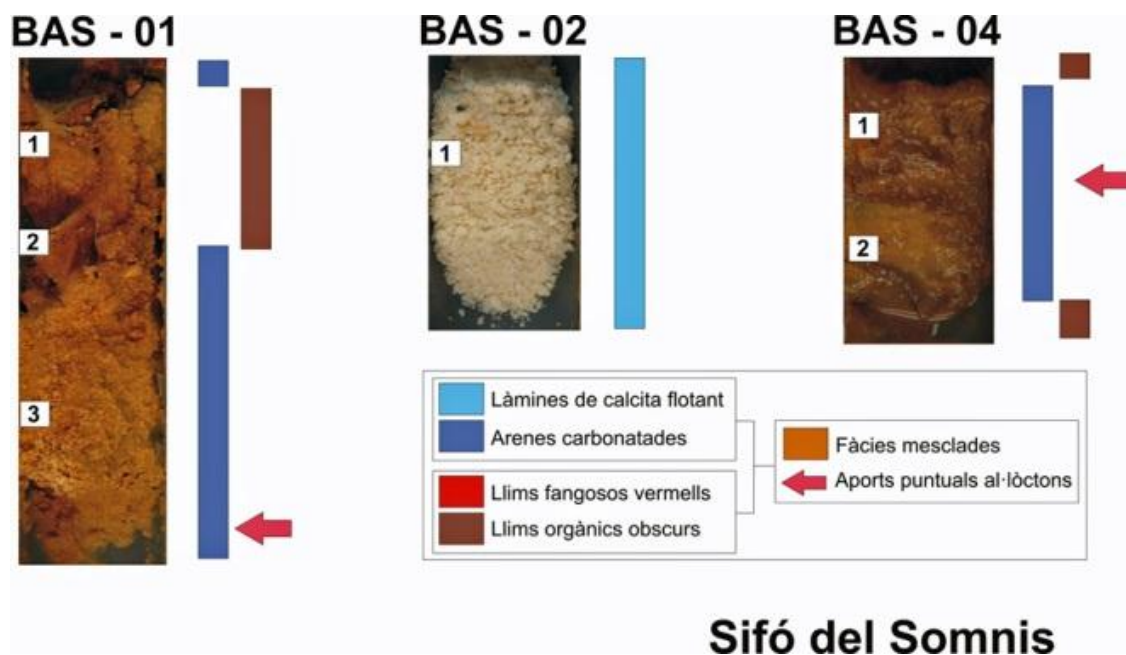 BAS - 01
BAS - 02
BAS - 04
1
2
3
1
1
2
Làmines de calcita flotant
Arenes carbonatades
Llims fangosos vermells
Llims orgànics obscurs
Fàcies mesclades
Aports puntuals al·lòctons
Sifó del Somnis